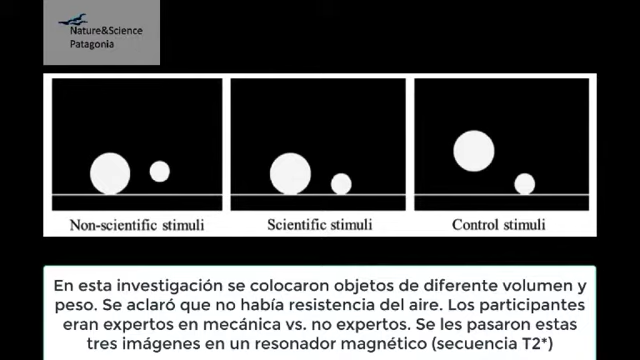 Nature&Science
Patagonia
Non-scientific stimuli
Scientific stimuli
Control stimuli
En esta investigación se colocaron objetos de diferente volumen y
peso. Se aclaró que no había resistencia del aire. Los participantes
eran expertos en mecánica vs. no expertos. Se les pasaron estas
tres imágenes en un resonador magnético (secuencia T2*)